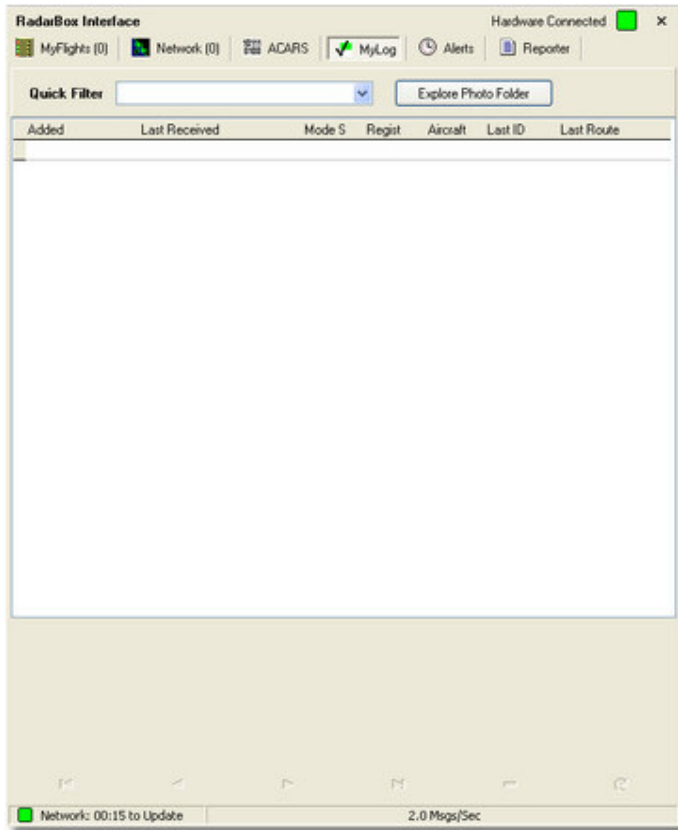 RadarBox Interface Hardware Connected
MyFlights (0) Network (0) ACARS MyLog Alerts Reporter
Quick Filter Explore Photo Folder
Added Last Received Mode S Regist Aircraft Last ID Last Route
Network: 00:15 to Update 2.0 Msgs/Sec